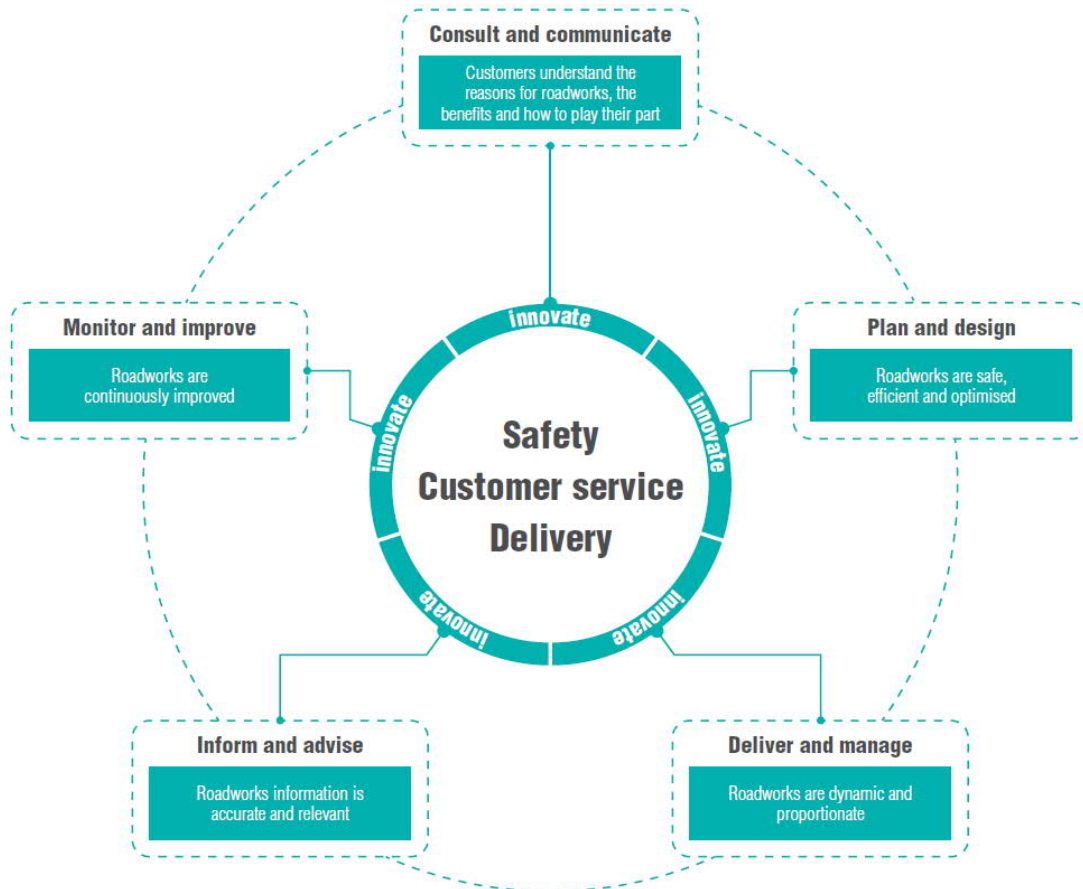 Consult and communicate
Customers understand the
reasons for roadworks, the
benefits and how to play their part
Monitor and improve
Roadworks are
continuously improved
Plan and design
Roadworks are safe,
efficient and optimised
innovate
innovate
innovate
innovate
innovate
Safety
Customer service
Delivery
Inform and advise
Roadworks information is
accurate and relevant
Deliver and manage
Roadworks are dynamic and
proportionate